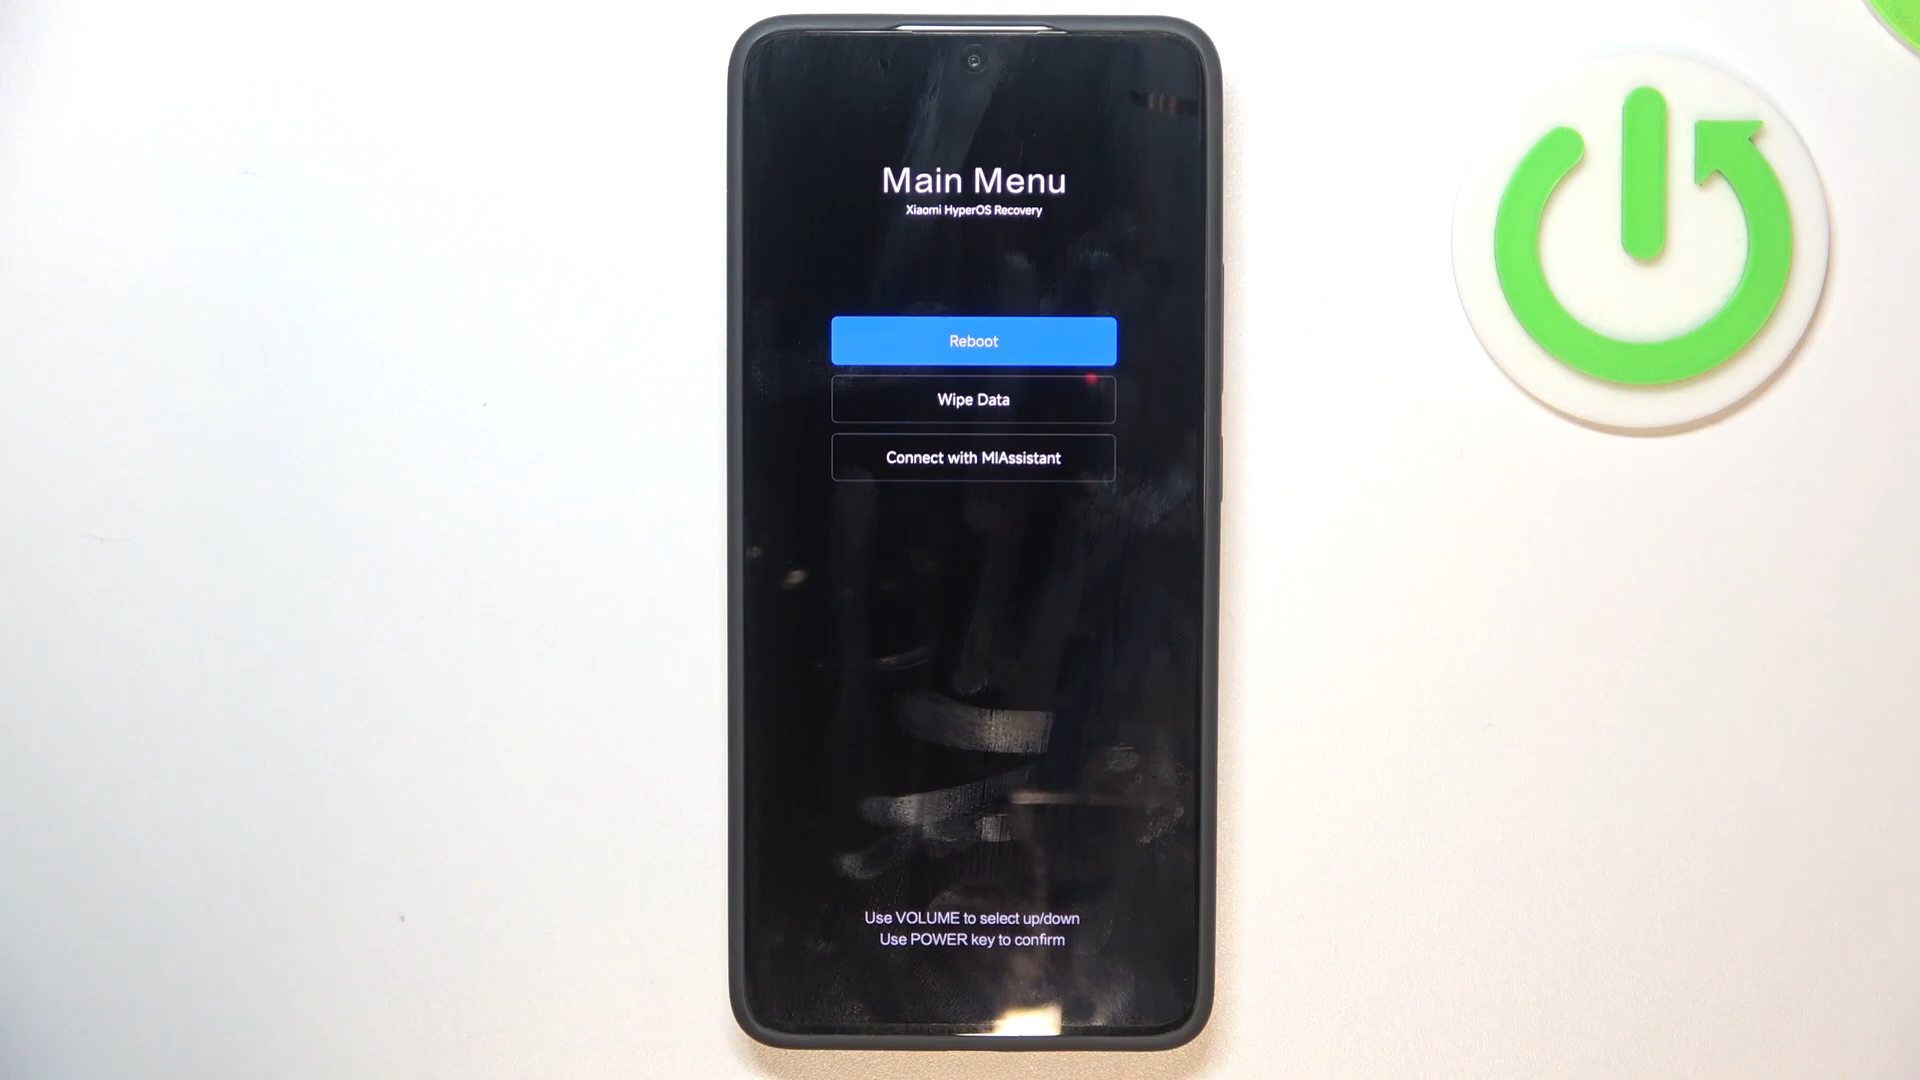 Main Menu
Xiaomi HyperOS Recovery
Reboot
Wipe Data
Connect with MIAssistant
Use VOLUME to select up/down
Use POWER key to confirm